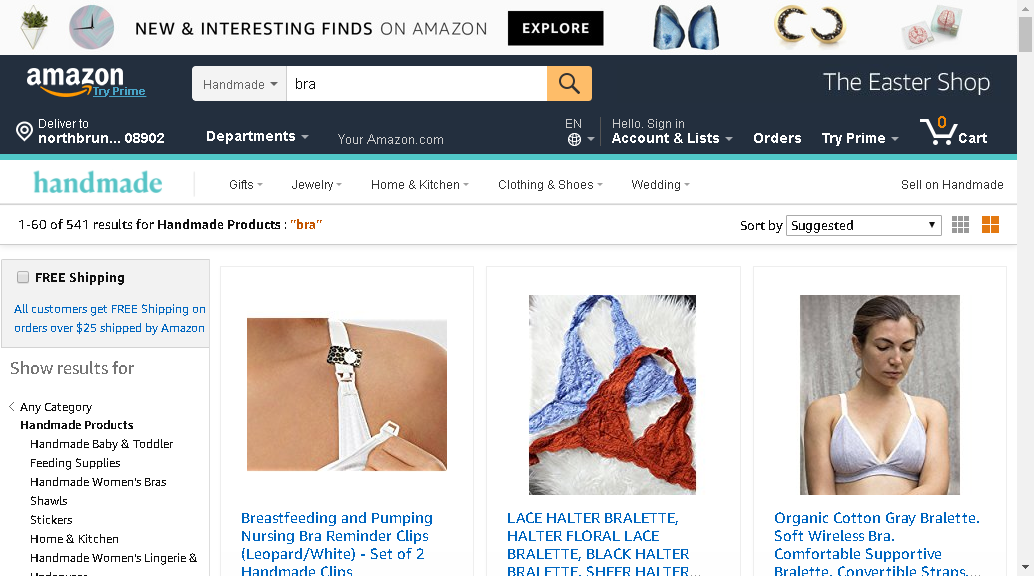 NEW & INTERESTING FINDS ON AMAZON EXPLORE
amazon
Try Prime
Handmade
bra
The Easter Shop
Deliver to
northbrun... 08902
Departments
Your Amazon.com
EN
Hello. Sign in
Account & Lists
Orders
Try Prime
0
Cart
handmade
Gifts
Jewelry
Home & Kitchen
Clothing & Shoes
Wedding
Sell on Handmade
1-60 of 541 results for Handmade Products : "bra"
Sort by Suggested
FREE Shipping
All customers get FREE Shipping on
orders over $25 shipped by Amazon
Show results for
Any Category
Handmade Products
Handmade Baby & Toddler
Feeding Supplies
Handmade Women's Bras
Shawls
Stickers
Home & Kitchen
Handmade Women's Lingerie &
Breastfeeding and Pumping
Nursing Bra Reminder Clips
(Leopard/White) - Set of 2
Handmade Clips
LACE HALTER BRALETTE,
HALTER FLORAL LACE
BRALETTE, BLACK HALTER
BRALETTE, SHEER HALTER...
Organic Cotton Gray Bralette.
Soft Wireless Bra.
Comfortable Supportive
Bralette. Convertible Straps....